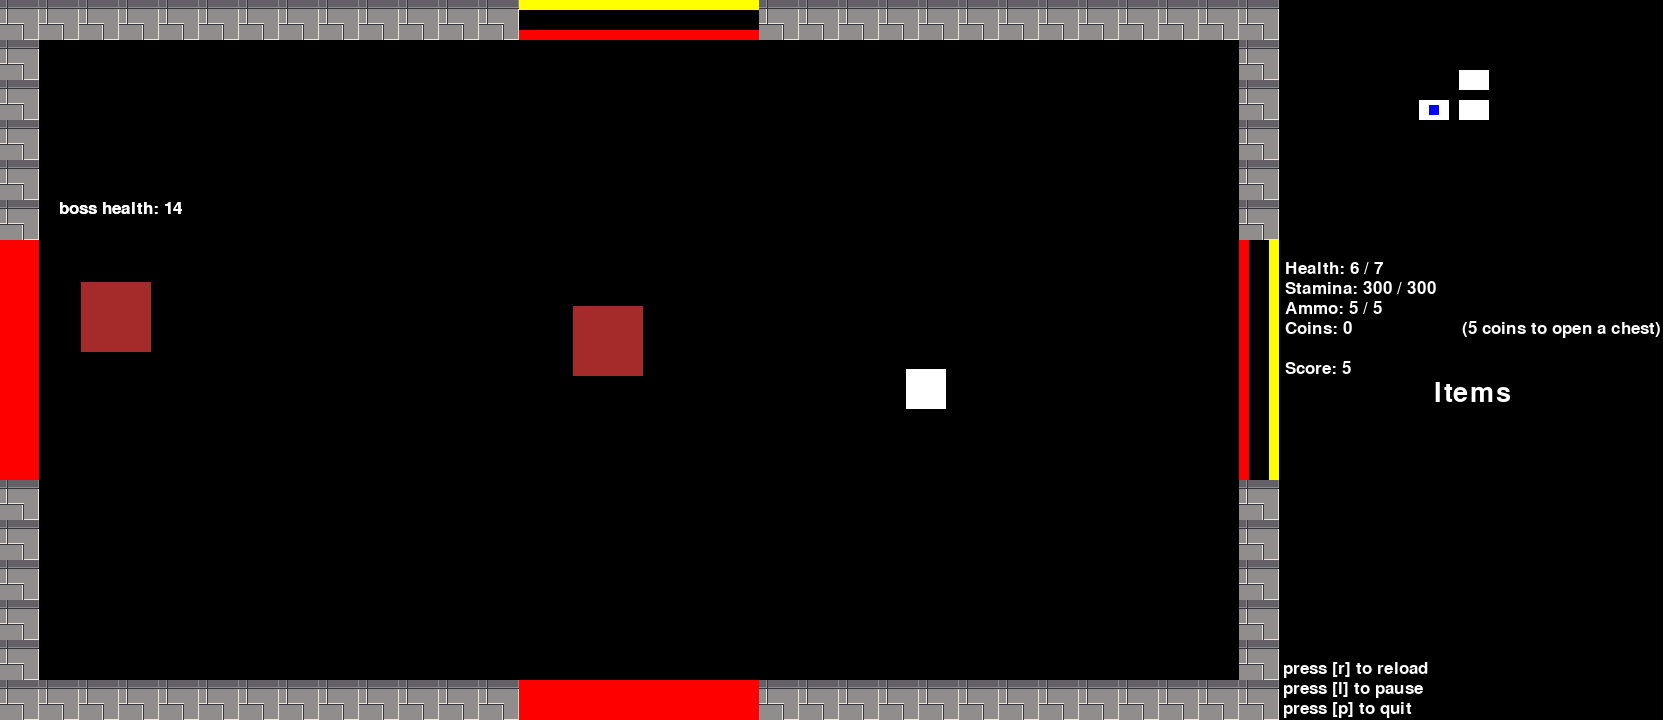 boss health: 14
Health: 6 / 7
Stamina: 300 / 300
Ammo: 5 / 5
Coins: 0 (5 coins to open a chest)
Score: 5
Items
press [r] to reload
press [l] to pause
press [p] to quit